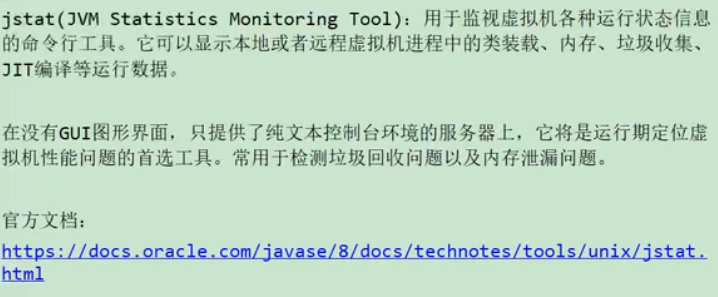 jstat(JVM Statistics Monitoring Tool): 用于监视虚拟机各种运行状态信息
的命令行工具。它可以显示本地或者远程虚拟机进程中的类装载、内存、垃圾收集、
JIT编译等运行数据。
在没有GUI图形界面，只提供了纯文本控制台环境的服务器上，它将是运行期定位虚
拟机性能问题的首选工具。常用于检测垃圾回收问题以及内存泄漏问题。
官方文档：
https://docs.oracle.com/javase/8/docs/technotes/tools/unix/jstat.
html